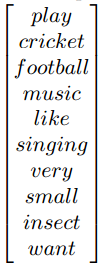 play
cricket
football
music
like
singing
very
small
insect
want